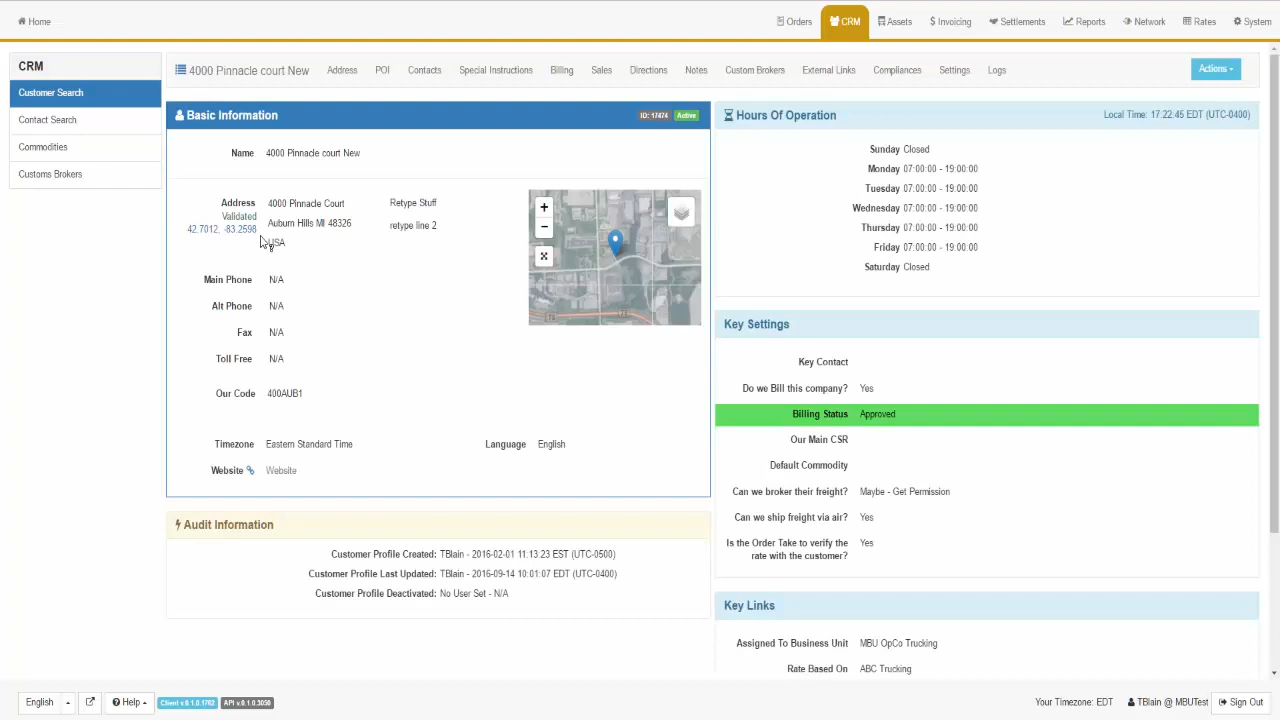 Home
Orders
CRM
Assets
Invoicing
Settlements
Reports
Network
Rates
System
CRM
Customer Search
Contact Search
Commodities
Customs Brokers
4000 Pinnacle court New
Address
POI
Contacts
Special Instructions
Billing
Sales
Directions
Notes
Custom Brokers
External Links
Compliances
Settings
Logs
Actions
Basic Information
ID: 17474
Active
Name 4000 Pinnacle court New
Address 4000 Pinnacle Court Retype Stuff
Validated
42.7012, -83.2598 Auburn Hills MI 48326 retype line 2
USA
Main Phone N/A
Alt Phone N/A
Fax N/A
Toll Free N/A
Our Code 400AUB1
Timezone Eastern Standard Time Language English
Website Website
Audit Information
Customer Profile Created: TBlain - 2016-02-01 11:13:23 EST (UTC-0500)
Customer Profile Last Updated: TBlain - 2016-09-14 10:01:07 EDT (UTC-0400)
Customer Profile Deactivated: No User Set - N/A
Hours Of Operation
Local Time: 17:22:45 EDT (UTC-0400)
Sunday Closed
Monday 07:00:00 - 19:00:00
Tuesday 07:00:00 - 19:00:00
Wednesday 07:00:00 - 19:00:00
Thursday 07:00:00 - 19:00:00
Friday 07:00:00 - 19:00:00
Saturday Closed
Key Settings
Key Contact
Do we Bill this company? Yes
Billing Status Approved
Our Main CSR
Default Commodity
Can we broker their freight? Maybe - Get Permission
Can we ship freight via air? Yes
Is the Order Take to verify the Yes
rate with the customer?
Key Links
Assigned To Business Unit MBU OpCo Trucking
Rate Based On ABC Trucking
English
Help
Client v.0.1.0.1762
API v.0.1.0.3050
Your Timezone: EDT
TBlain @ MBUTest
Sign Out